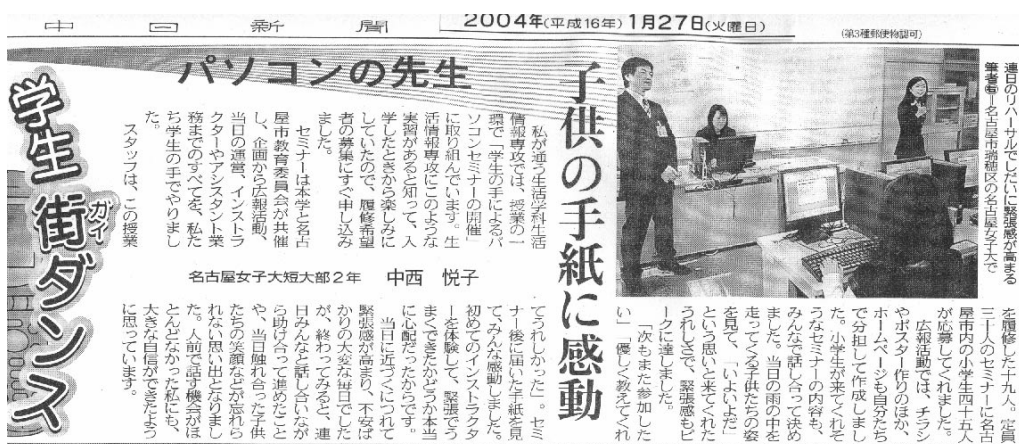 中日新聞
2004年(平成16年)1月27日(火曜日)
(第3種郵便物認可)
学生街ダンス
ガイ
パソコンの先生
子供の手紙に感動
名古屋女子大短大部2年 中西 悦子
連日のリハーサルでしだいに緊張感が高まる
筆者㊨=名古屋市瑞穂区の名古屋女子大で
私が通う生活学科生活
情報専攻では、授業の一
環で「学生の手によるパ
ソコンセミナーの開催」
に取り組んでいます。生
活情報専攻にこのような
実習があると知って、入
学したときから楽しみに
していたので、履修希望
者の募集にすぐ申し込み
ました。
セミナーは本学と名古
屋市教育委員会が共催
し、企画から広報活動、
当日の運営、インストラ
クターやアシスタント業
務までのすべてを、私た
ち学生の手でやりまし
た。
スタッフは、この授業
を履修した十九人。定員
三十人のセミナーに名古
屋市内の小学生四十五人
が応募してくれました。
広報活動では、チラシ
やポスター作りのほか、
ホームページも自分たち
で分担して作成しまし
た。小学生が来てくれそ
うなセミナーの内容も、
みんなで話し合って決め
ました。当日の雨の中を
走ってくる子供たちの姿
を見て、「いよいよだ」
という思いと来てくれた
うれしさで、緊張感もピ
ークに達しました。
「次もまた参加した
い」「優しく教えてくれ
てうれしかった」。セミ
ナー後に届いた手紙を見
て、みんな感動しました。
初めてのインストラクタ
ーを体験して、緊張でう
まくできたかどうか本当
に心配だったからです。
当日に近づくにつれて
緊張感が高まり、不安ば
かりの大変な毎日でした
が、終わってみると、連
日みんなと話し合いなが
ら助け合って進めたこと
や、当日触れ合った子供
たちの笑顔などが忘れら
れない思い出となりまし
た。人前で話す機会がほ
とんどなかった私にも、
大きな自信ができたよう
に思っています。